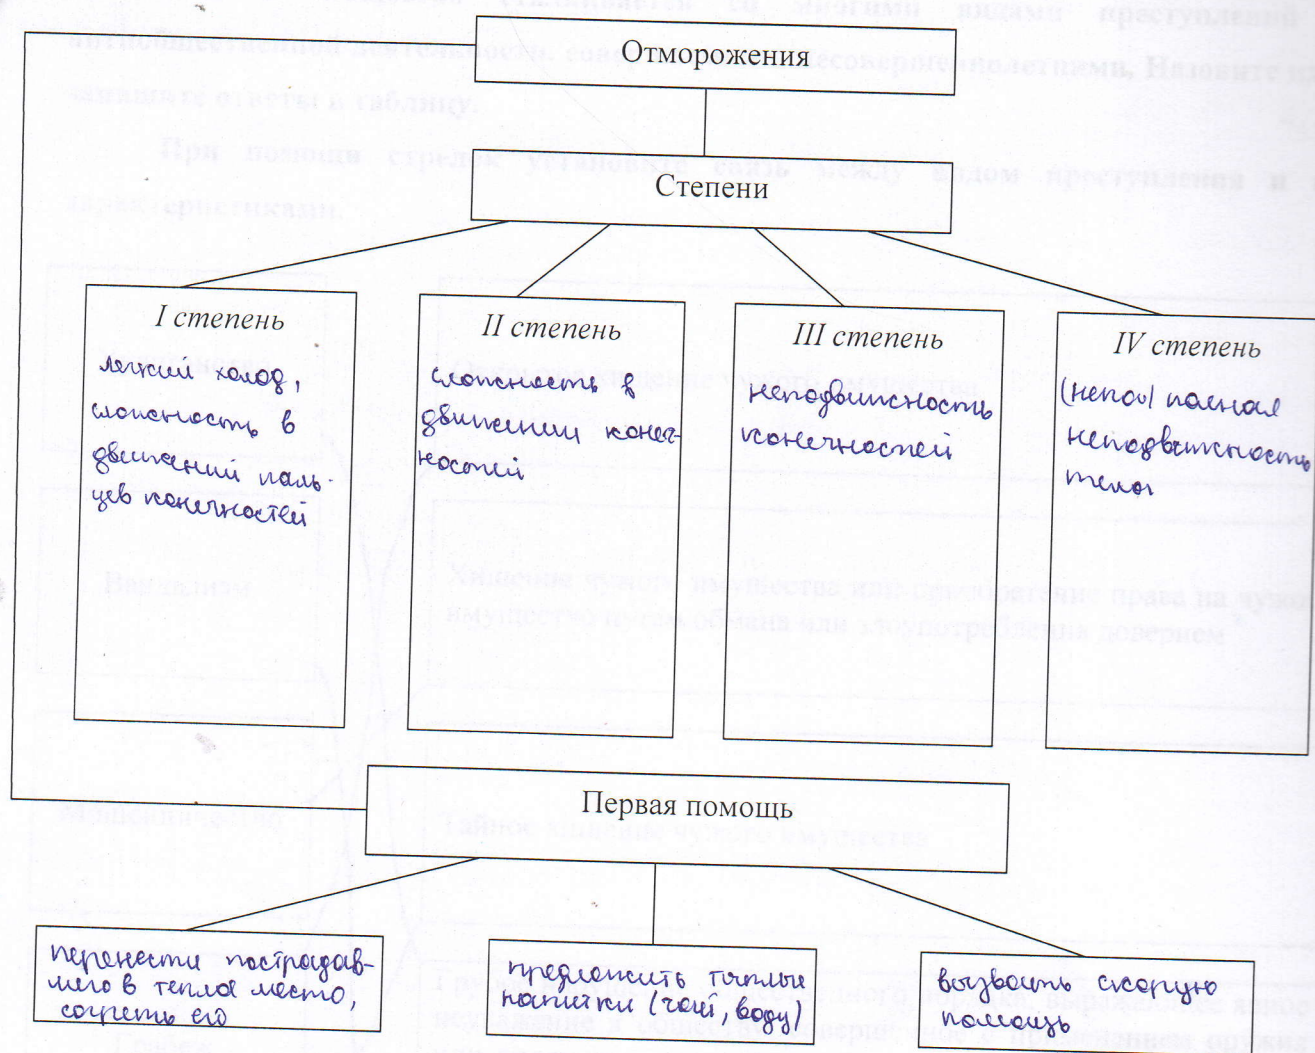 Отморожения
Степени
I степень
легкий холод,
сложность в
движений паль-
цев конечностей
II степень
сложность в
движении конеч-
ностей
III степень
неподвижность
конечностей
IV степень
(непол) полная
неподвижность
тела
Первая помощь
перенести пострадав-
шего в теплое место,
согреть его
предложить теплые
напитки (чай, воду)
вызвать скорую
помощь